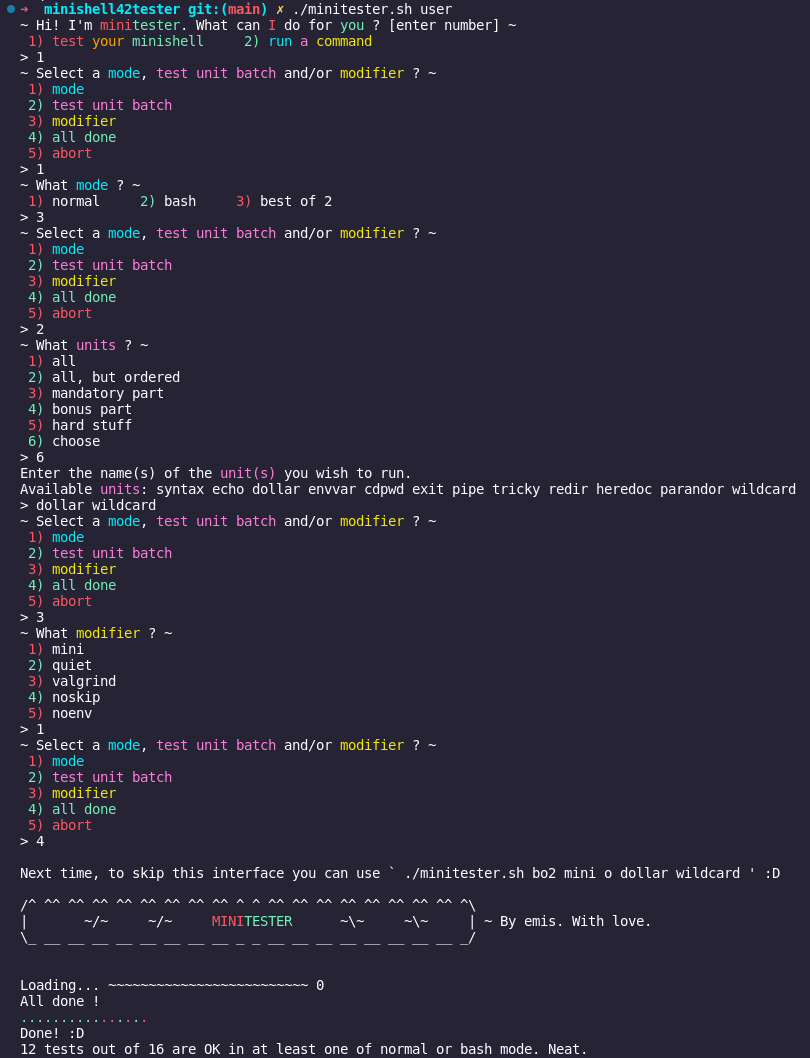 ➜  minishell42tester git:(main) ✗ ./minitester.sh user
~ Hi! I'm minitester. What can I do for you ? [enter number] ~
1) test your minishell     2) run a command
> 1
~ Select a mode, test unit batch and/or modifier ? ~
1) mode
2) test unit batch
3) modifier
4) all done
5) abort
> 1
~ What mode ? ~
1) normal     2) bash     3) best of 2
> 3
~ Select a mode, test unit batch and/or modifier ? ~
1) mode
2) test unit batch
3) modifier
4) all done
5) abort
> 2
~ What units ? ~
1) all
2) all, but ordered
3) mandatory part
4) bonus part
5) hard stuff
6) choose
> 6
Enter the name(s) of the unit(s) you wish to run.
Available units: syntax echo dollar envvar cdpwd exit pipe tricky redir heredoc parandor wildcard
> dollar wildcard
~ Select a mode, test unit batch and/or modifier ? ~
1) mode
2) test unit batch
3) modifier
4) all done
5) abort
> 3
~ What modifier ? ~
1) mini
2) quiet
3) valgrind
4) noskip
5) noenv
> 1
~ Select a mode, test unit batch and/or modifier ? ~
1) mode
2) test unit batch
3) modifier
4) all done
5) abort
> 4
Next time, to skip this interface you can use ` ./minitester.sh bo2 mini o dollar wildcard ' :D
/^ ^^ ^^ ^^ ^^ ^^ ^^ ^^ ^^ ^ ^ ^^ ^^ ^^ ^^ ^^ ^^ ^^ ^^ ^\
|       ~/~     ~/~     MINITESTER      ~\~     ~\~     | ~ By emis. With love.
\_ __ __ __ __ __ __ __ __ _ _ __ __ __ __ __ __ __ __ _/
Loading... ~~~~~~~~~~~~~~~~~~~~~~~~~ 0
All done !
................
Done! :D
12 tests out of 16 are OK in at least one of normal or bash mode. Neat.